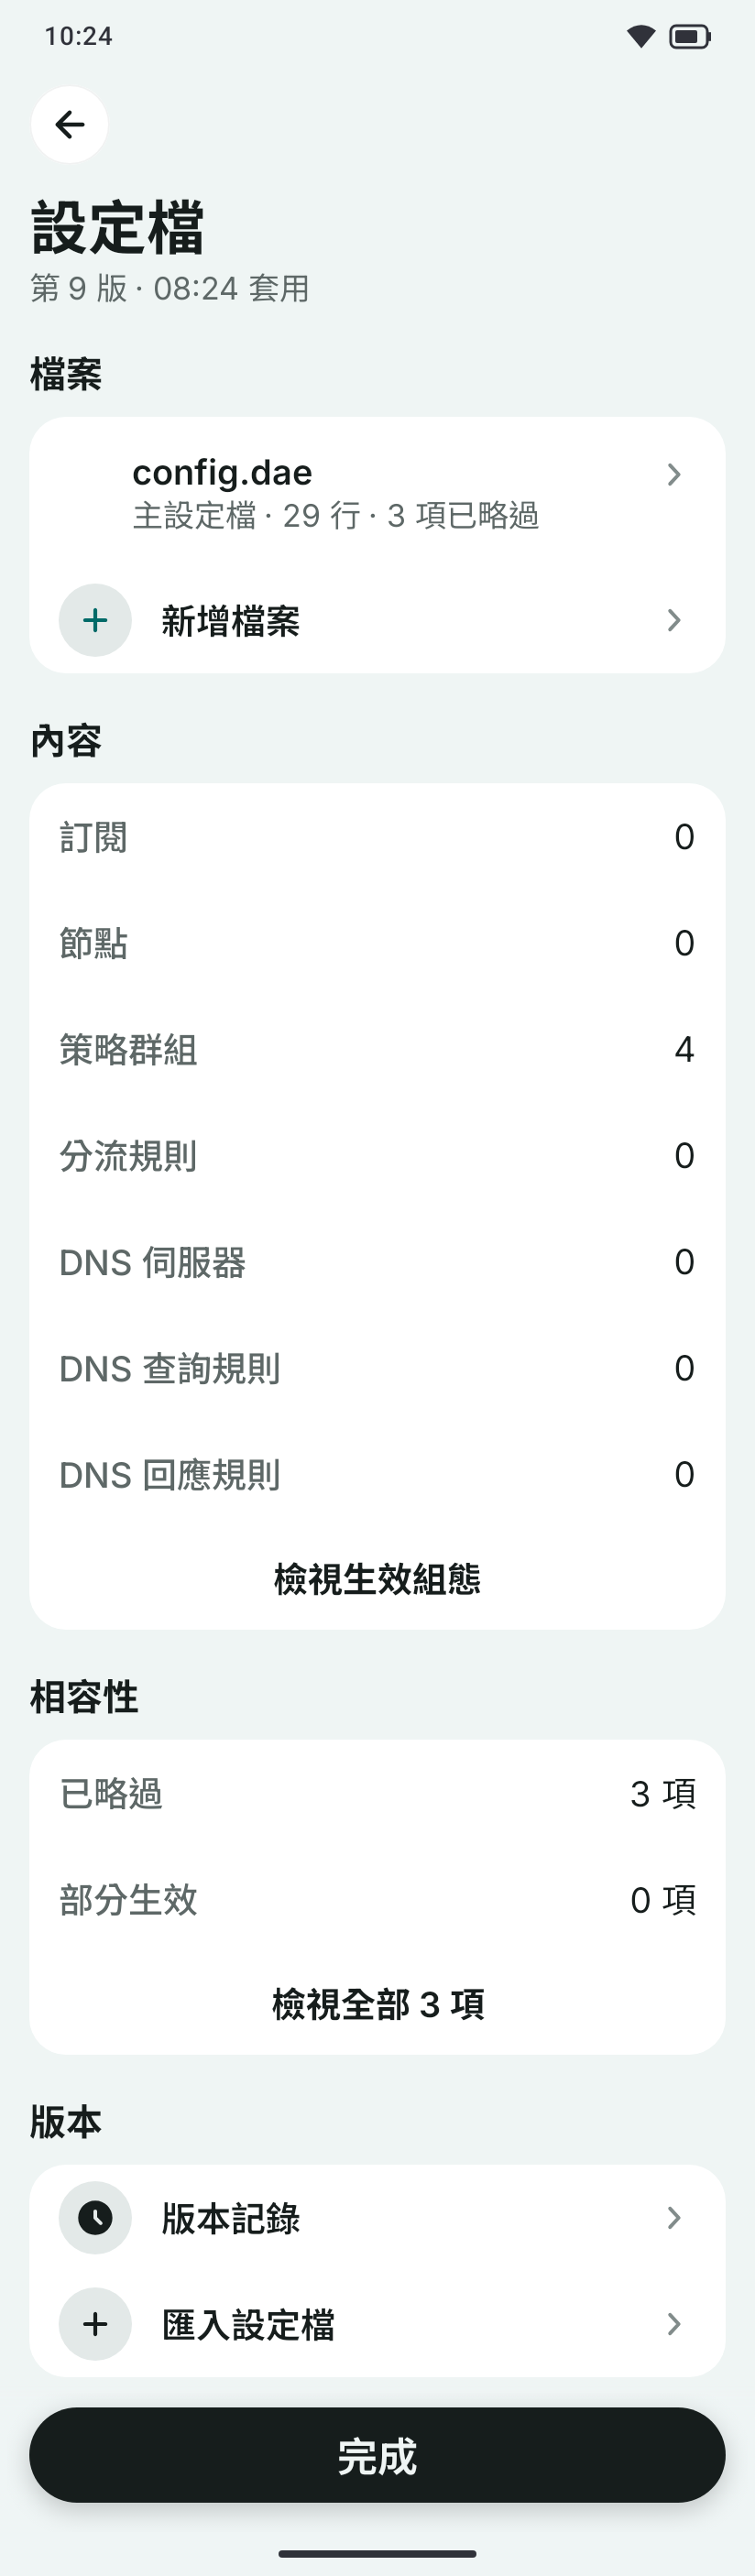 10:24
設定檔
第 9 版 · 08:24 套用
檔案
config.dae
主設定檔 · 29 行 · 3 項已略過
新增檔案
內容
訂閱 0
節點 0
策略群組 4
分流規則 0
DNS 伺服器 0
DNS 查詢規則 0
DNS 回應規則 0
檢視生效組態
相容性
已略過 3 項
部分生效 0 項
檢視全部 3 項
版本
版本記錄
匯入設定檔
完成